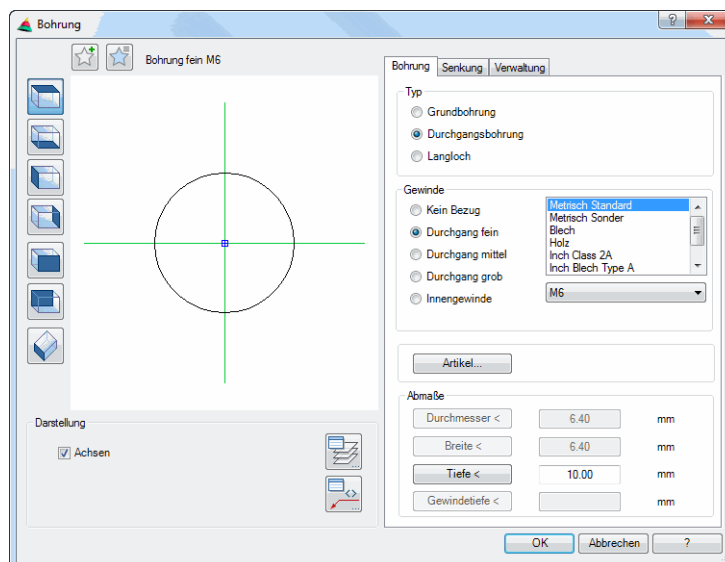 Bohrung
Bohrung fein M6
Bohrung Senkung Verwaltung
Typ
Grundbohrung
Durchgangsbohrung
Langloch
Gewinde
Kein Bezug
Durchgang fein
Durchgang mittel
Durchgang grob
Innengewinde
Metrisch Standard
Metrisch Sonder
Blech
Holz
Inch Class 2A
Inch Blech Type A
M6
Artikel...
Abmaße
Durchmesser < 6.40 mm
Breite < 6.40 mm
Tiefe < 10.00 mm
Gewindetiefe < mm
Darstellung
Achsen
OK Abbrechen ?